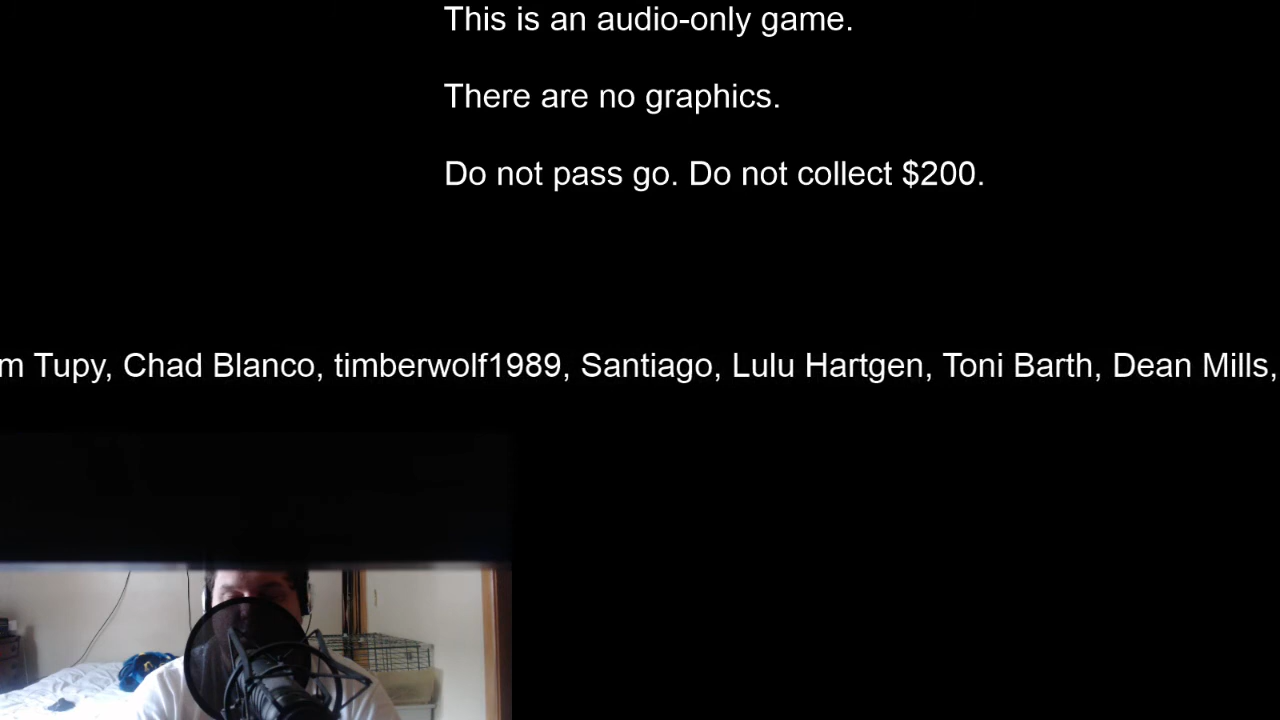 This is an audio-only game.
There are no graphics.
Do not pass go. Do not collect $200.
m Tupy, Chad Blanco, timberwolf1989, Santiago, Lulu Hartgen, Toni Barth, Dean Mills,